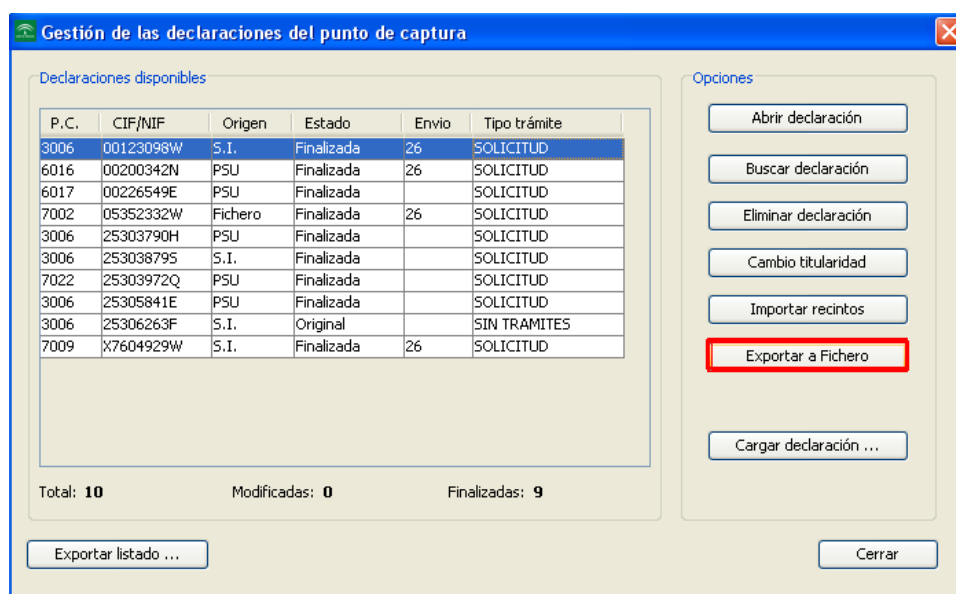 Gestión de las declaraciones del punto de captura
Declaraciones disponibles
P.C. CIF/NIF Origen Estado Envio Tipo trámite
3006 00123098W S.I. Finalizada 26 SOLICITUD
6016 00200342N PSU Finalizada 26 SOLICITUD
6017 00226549E PSU Finalizada SOLICITUD
7002 05352332W Fichero Finalizada 26 SOLICITUD
3006 25303790H PSU Finalizada SOLICITUD
3006 25303879S S.I. Finalizada SOLICITUD
7022 25303972Q PSU Finalizada SOLICITUD
3006 25305841E PSU Finalizada SOLICITUD
3006 25306263F S.I. Original SIN TRAMITES
7009 X7604929W S.I. Finalizada 26 SOLICITUD
Total: 10 Modificadas: 0 Finalizadas: 9
Opciones
Abrir declaración
Buscar declaración
Eliminar declaración
Cambio titularidad
Importar recintos
Exportar a Fichero
Cargar declaración ...
Exportar listado ...
Cerrar